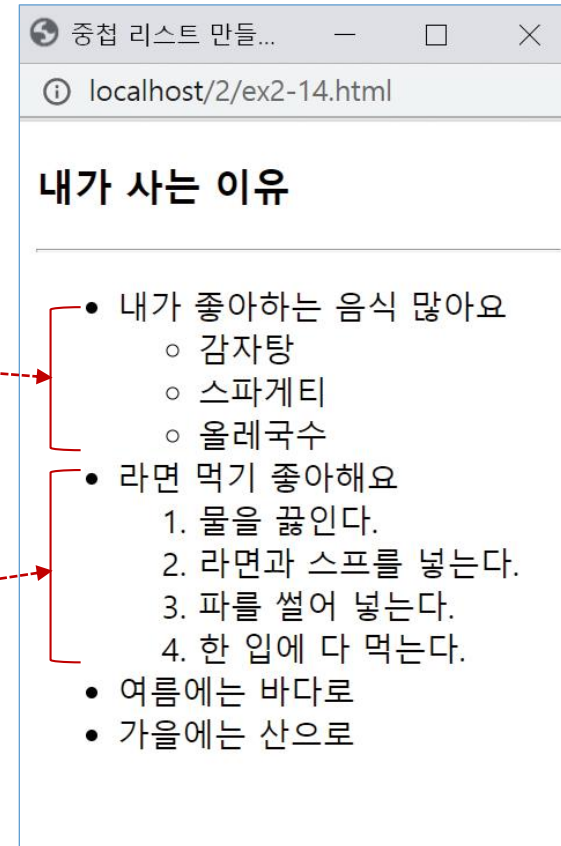 중첩 리스트 만들...
localhost/2/ex2-14.html
내가 사는 이유
• 내가 좋아하는 음식 많아요
○ 감자탕
○ 스파게티
○ 올레국수
• 라면 먹기 좋아해요
1. 물을 끓인다.
2. 라면과 스프를 넣는다.
3. 파를 썰어 넣는다.
4. 한 입에 다 먹는다.
• 여름에는 바다로
• 가을에는 산으로